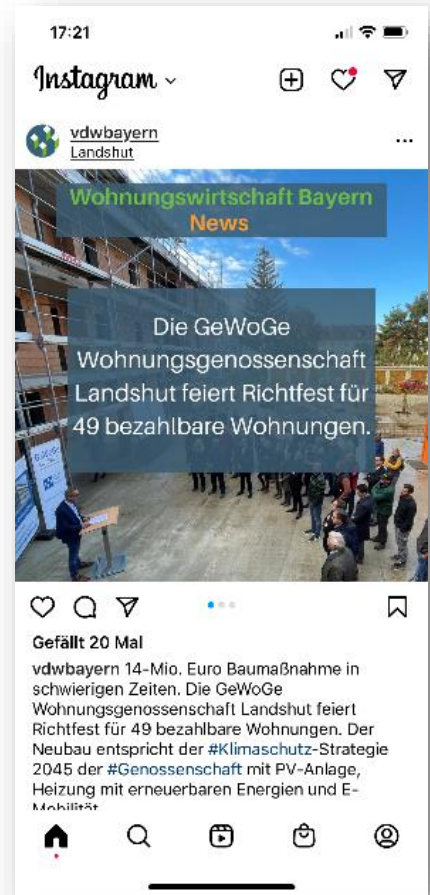 17:21
Instagram
vdwbayern
Landshut
Wohnungswirtschaft Bayern
News
Die GeWoGe
Wohnungsgenossenschaft
Landshut feiert Richtfest für
49 bezahlbare Wohnungen.
Gefällt 20 Mal
vdwbayern 14-Mio. Euro Baumaßnahme in
schwierigen Zeiten. Die GeWoGe
Wohnungsgenossenschaft Landshut feiert
Richtfest für 49 bezahlbare Wohnungen. Der
Neubau entspricht der #Klimaschutz-Strategie
2045 der #Genossenschaft mit PV-Anlage,
Heizung mit erneuerbaren Energien und E-
Mobilität